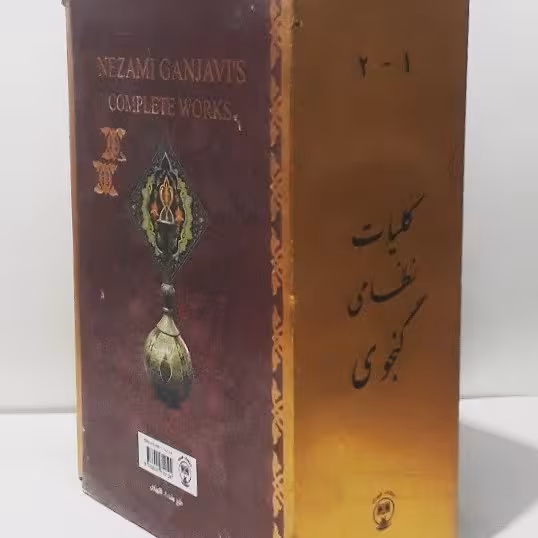 NEZAMI GANJAVI'S
COMPLETE WORKS
۱ - ۲
کلیات
نظامی
گنجوی